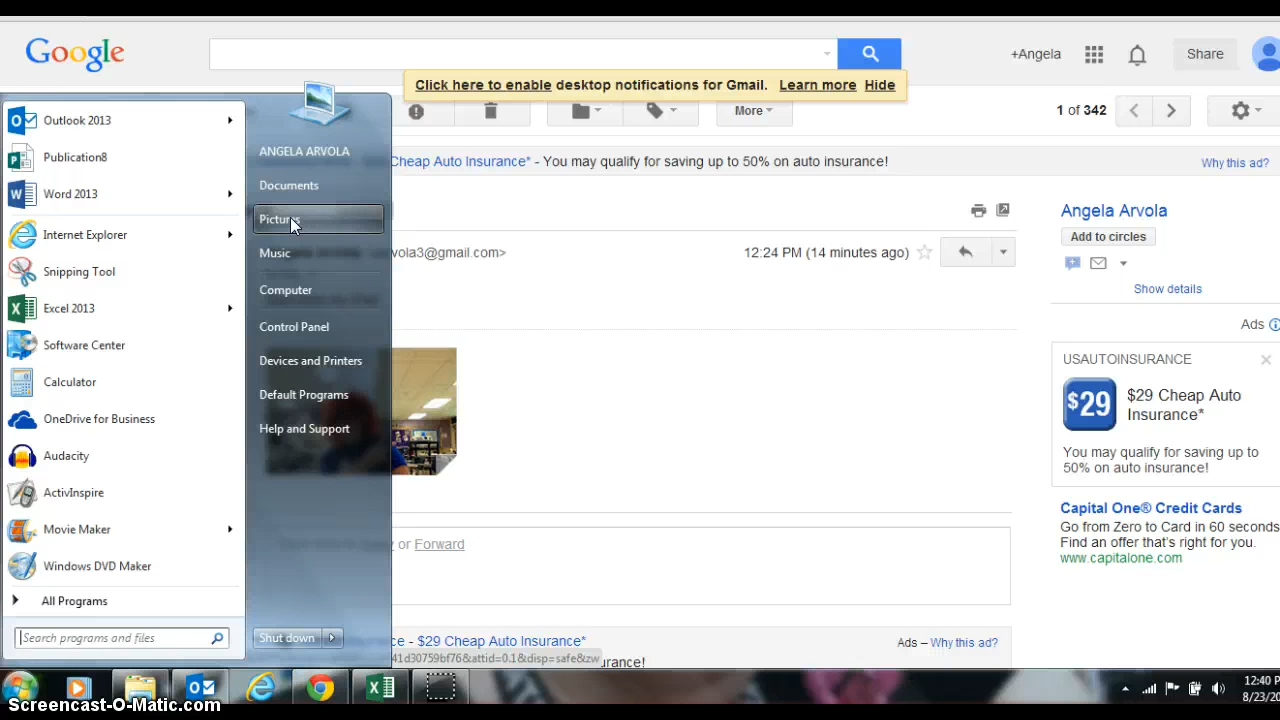 Google
+Angela
Share
Click here to enable desktop notifications for Gmail. Learn more Hide
More
1 of 342
Cheap Auto Insurance* - You may qualify for saving up to 50% on auto insurance!
Why this ad?
vola3@gmail.com>
12:24 PM (14 minutes ago)
or Forward
e - $29 Cheap Auto Insurance*
Ads – Why this ad?
urance!
41d30759bf76&attid=0.1&disp=safe&zw
Angela Arvola
Add to circles
Show details
Ads
USAUTOINSURANCE
$29
$29 Cheap Auto
Insurance*
You may qualify for saving up to
50% on auto insurance!
Capital One® Credit Cards
Go from Zero to Card in 60 seconds
Find an offer that's right for you.
www.capitalone.com
Outlook 2013
Publication8
Word 2013
Internet Explorer
Snipping Tool
Excel 2013
Software Center
Calculator
OneDrive for Business
Audacity
ActivInspire
Movie Maker
Windows DVD Maker
All Programs
Search programs and files
ANGELA ARVOLA
Documents
Pictures
Music
Computer
Control Panel
Devices and Printers
Default Programs
Help and Support
Shut down
12:40 P
8/23/20
Screencast-O-Matic.com